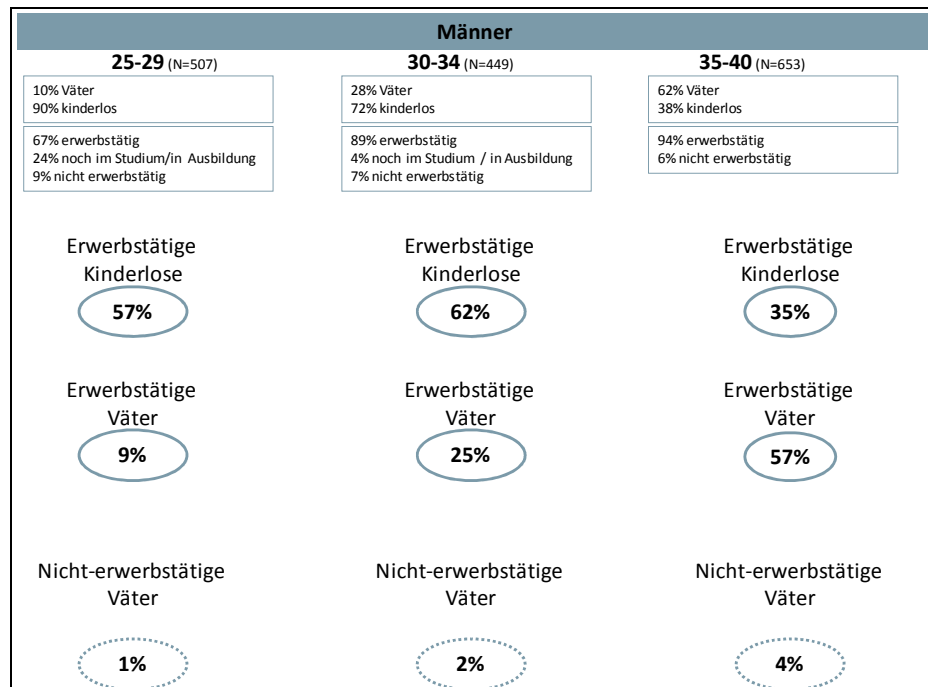 Männer
25-29 (N=507)
10% Väter
90% kinderlos
67% erwerbstätig
24% noch im Studium/in Ausbildung
9% nicht erwerbstätig
Erwerbstätige
Kinderlose
57%
Erwerbstätige
Väter
9%
Nicht-erwerbstätige
Väter
1%
30-34 (N=449)
28% Väter
72% kinderlos
89% erwerbstätig
4% noch im Studium / in Ausbildung
7% nicht erwerbstätig
Erwerbstätige
Kinderlose
62%
Erwerbstätige
Väter
25%
Nicht-erwerbstätige
Väter
2%
35-40 (N=653)
62% Väter
38% kinderlos
94% erwerbstätig
6% nicht erwerbstätig
Erwerbstätige
Kinderlose
35%
Erwerbstätige
Väter
57%
Nicht-erwerbstätige
Väter
4%